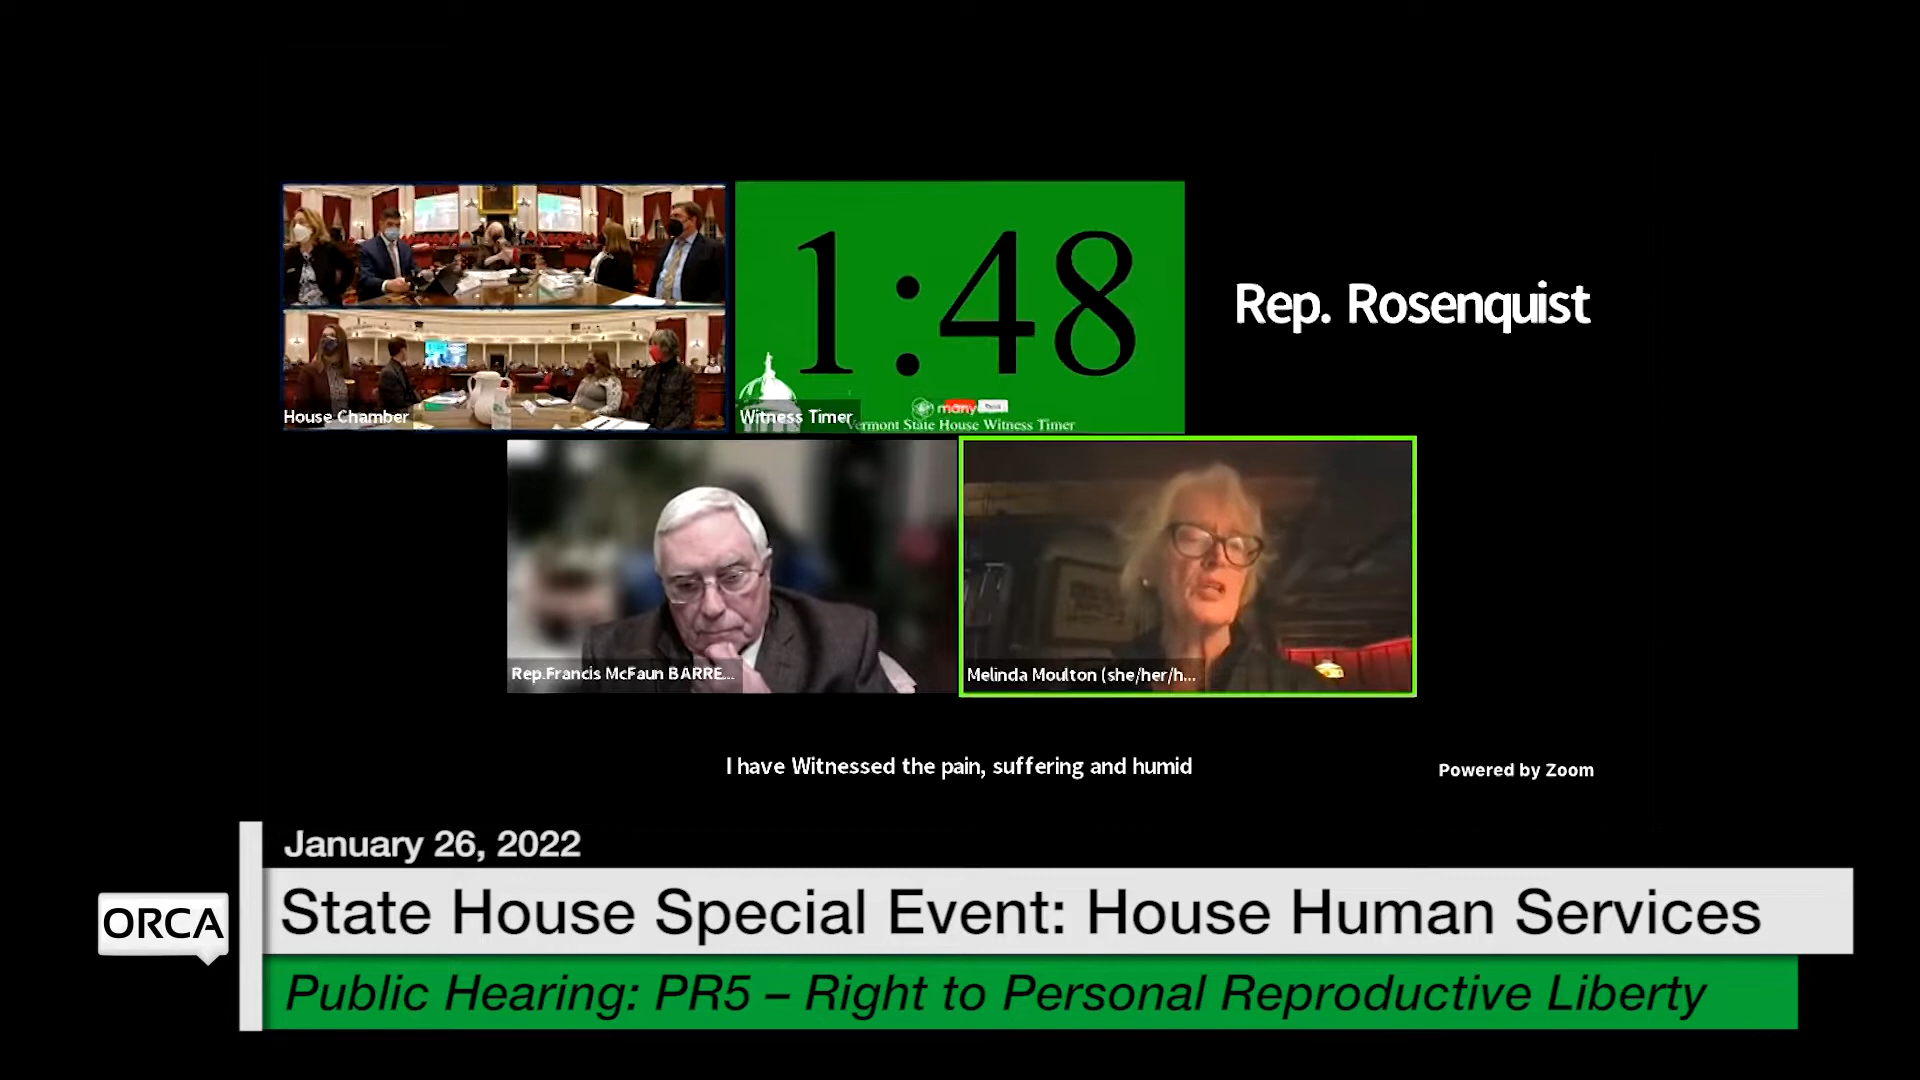 1:48
Rep. Rosenquist
House Chamber
Witness Timer
many
Vermont State House Witness Timer
Rep.Francis McFaun BARRE...
Melinda Moulton (she/her/h...
I have Witnessed the pain, suffering and humid
Powered by Zoom
January 26, 2022
ORCA
State House Special Event: House Human Services
Public Hearing: PR5 – Right to Personal Reproductive Liberty